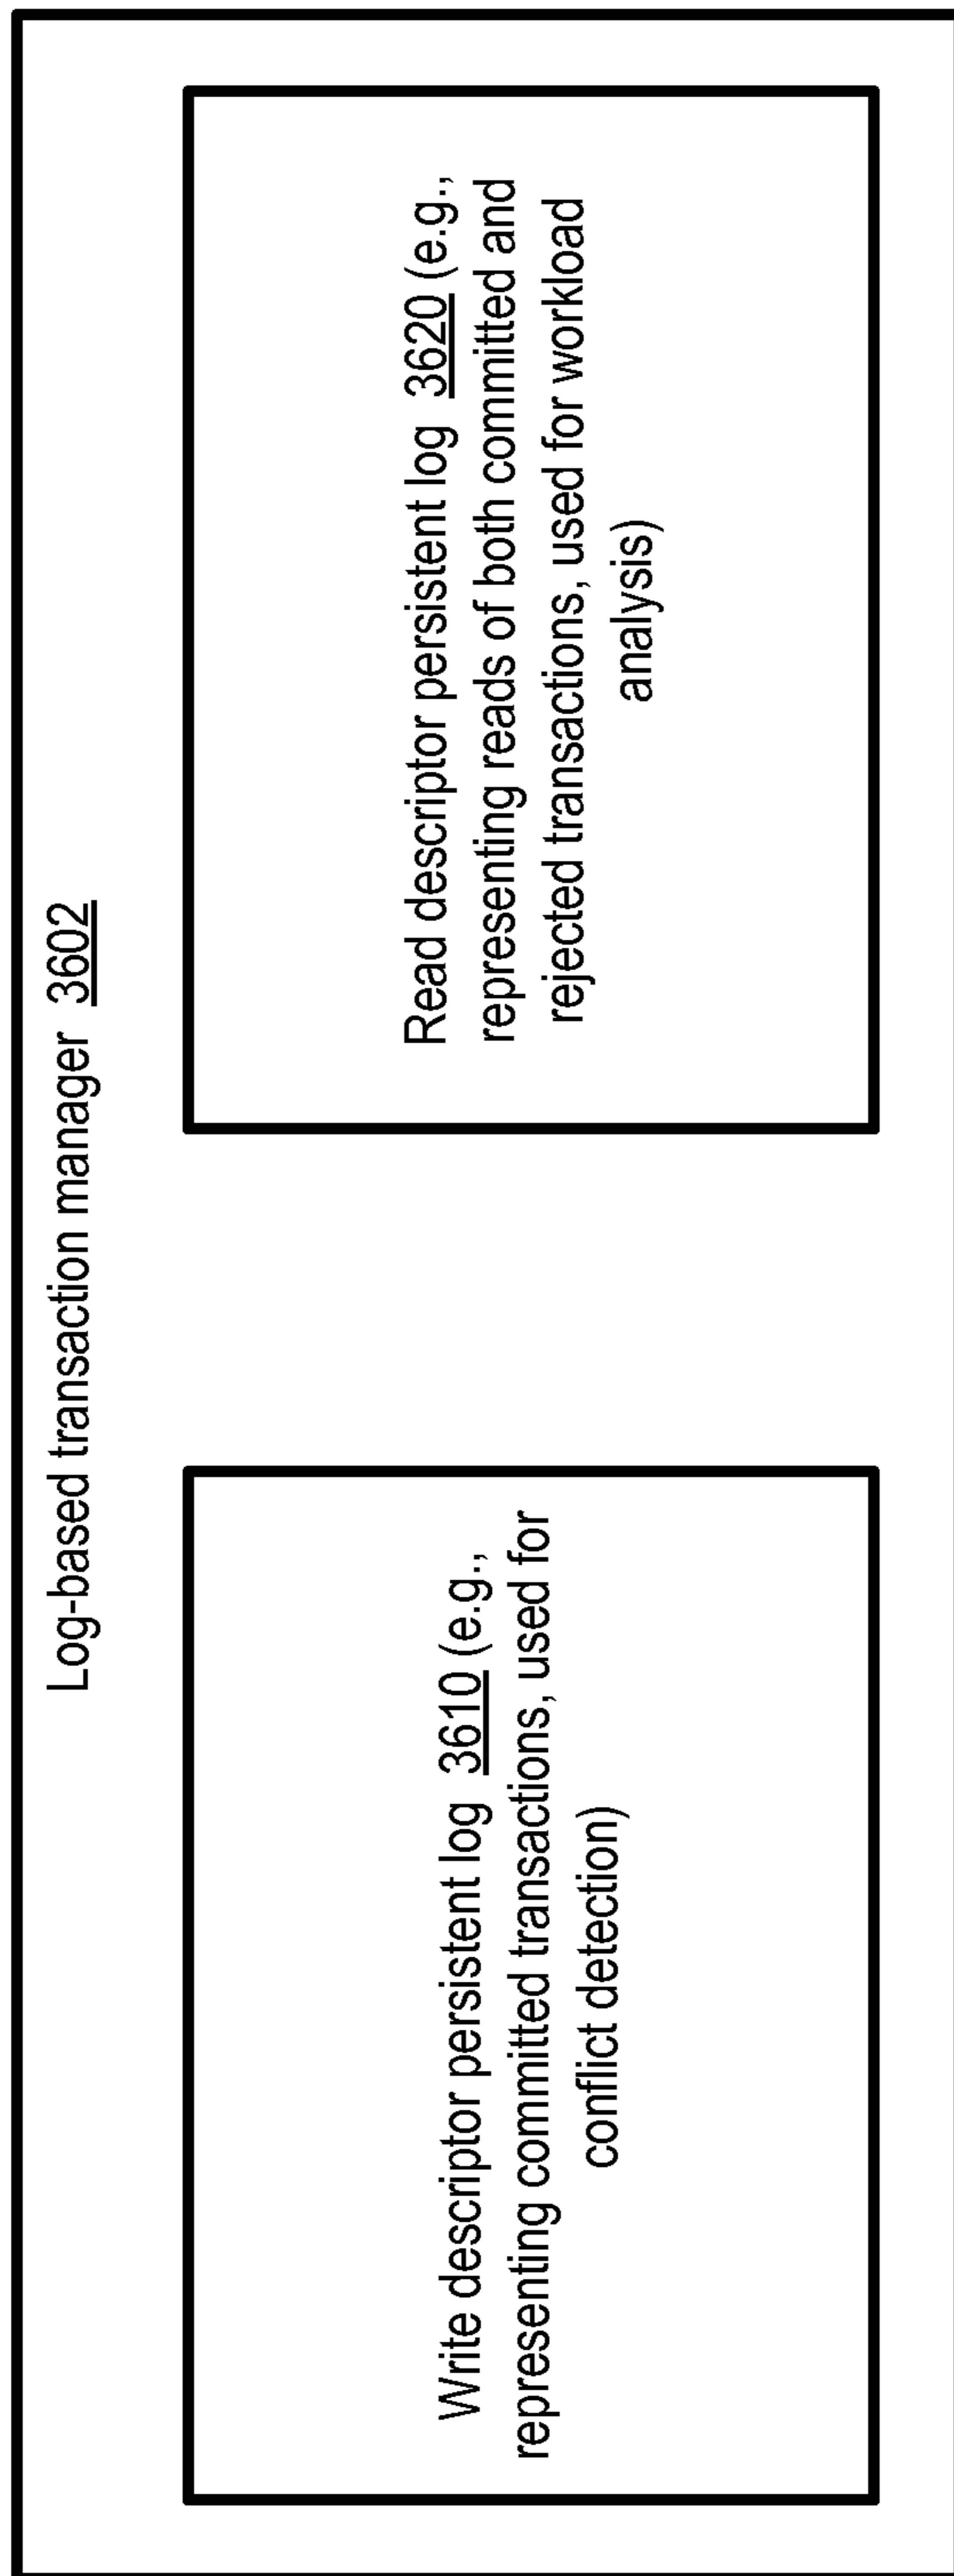 Log-based transaction manager 3602
Write descriptor persistent log 3610 (e.g.,
representing committed transactions, used for
conflict detection)
Read descriptor persistent log 3620 (e.g.,
representing reads of both committed and
rejected transactions, used for workload
analysis)